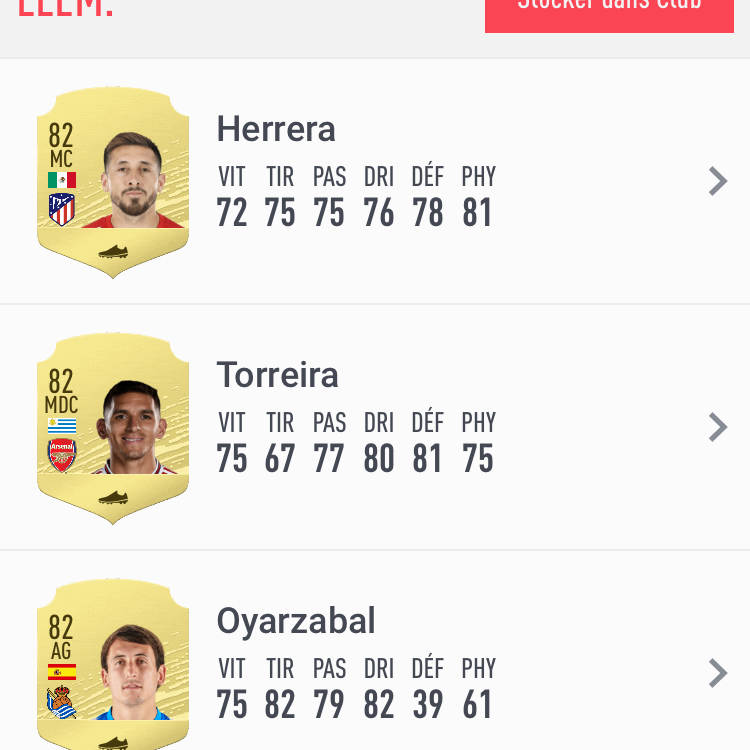 ÉLÉM.
Stocker dans Club
82
MC
Herrera
VIT TIR PAS DRI DÉF PHY
72 75 75 76 78 81
82
MDC
Arsenal
Torreira
VIT TIR PAS DRI DÉF PHY
75 67 77 80 81 75
82
AG
Oyarzabal
VIT TIR PAS DRI DÉF PHY
75 82 79 82 39 61